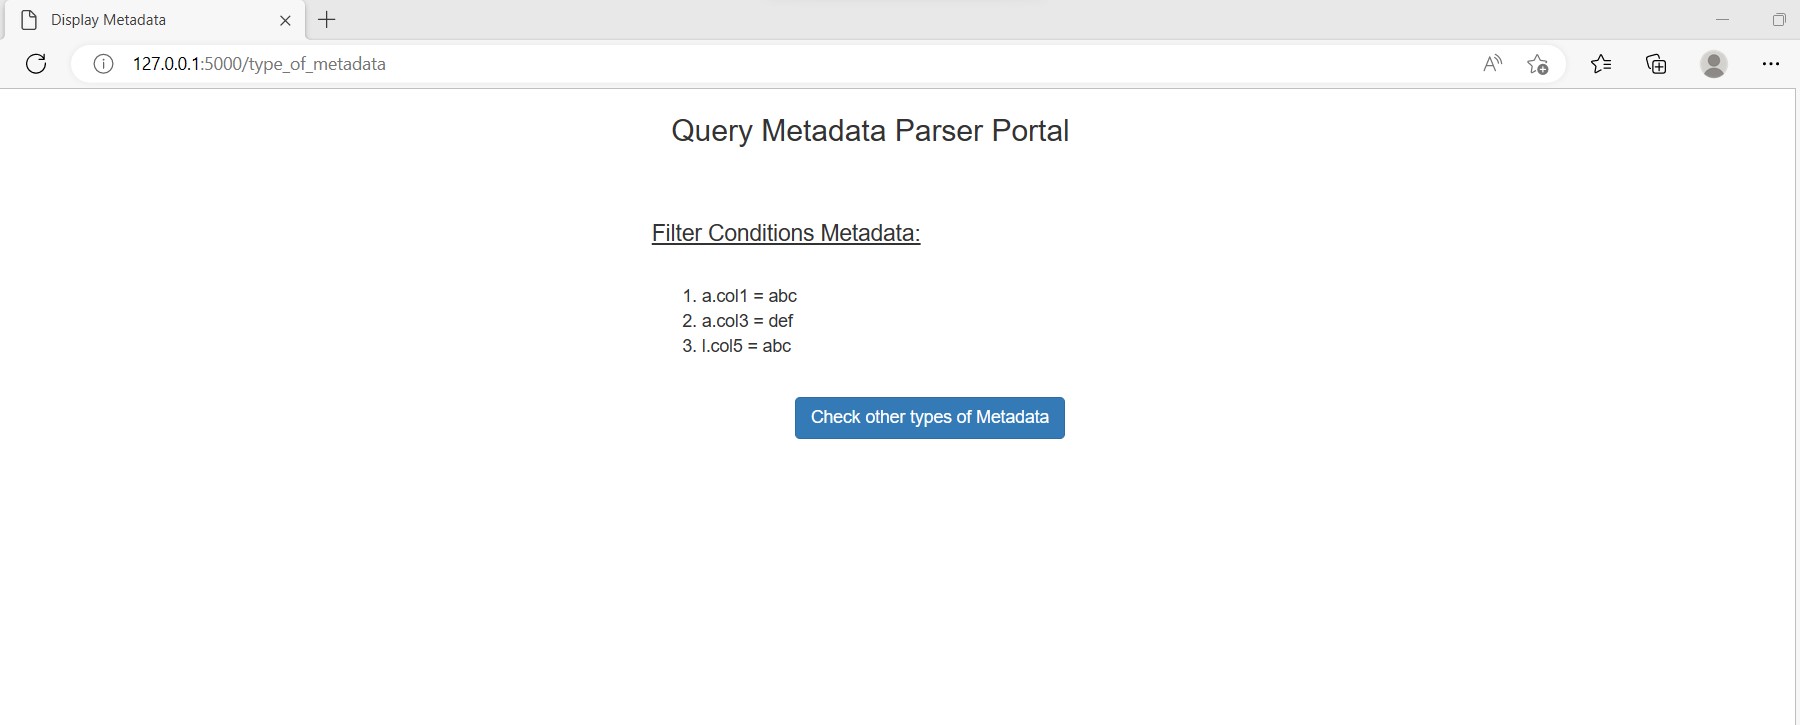 Display Metadata
127.0.0.1:5000/type_of_metadata
Query Metadata Parser Portal
Filter Conditions Metadata:
1. a.col1 = abc
2. a.col3 = def
3. l.col5 = abc
Check other types of Metadata